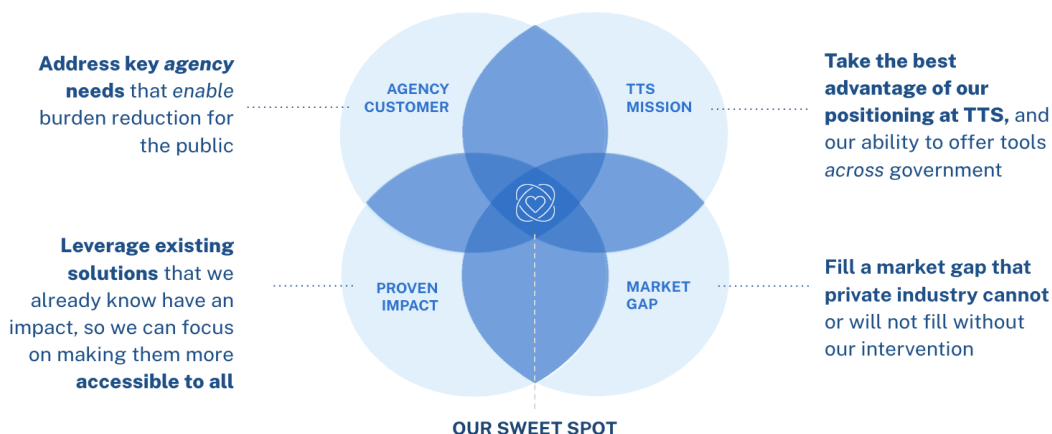 Address key agency
needs that enable
burden reduction for
the public
AGENCY
CUSTOMER
TTS
MISSION
Take the best
advantage of our
positioning at TTS, and
our ability to offer tools
across government
Leverage existing
solutions that we
already know have an
impact, so we can focus
on making them more
accessible to all
PROVEN
IMPACT
MARKET
GAP
Fill a market gap that
private industry cannot
or will not fill without
our intervention
OUR SWEET SPOT